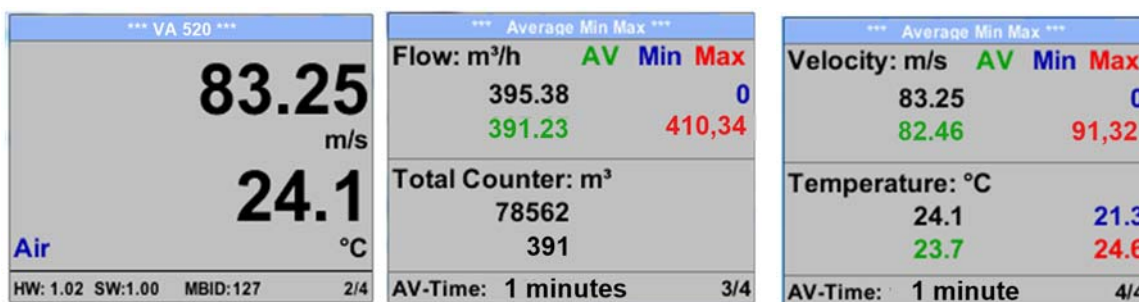 *** VA 520 ***
83.25
m/s
24.1
Air °C
HW: 1.02 SW:1.00 MBID:127 2/4
*** Average Min Max ***
Flow: m³/h AV Min Max
395.38 0
391.23 410,34
Total Counter: m³
78562
391
AV-Time: 1 minutes 3/4
*** Average Min Max ***
Velocity: m/s AV Min Max
83.25 0
82.46 91,32
Temperature: °C
24.1 21.3
23.7 24.6
AV-Time: 1 minute 4/4